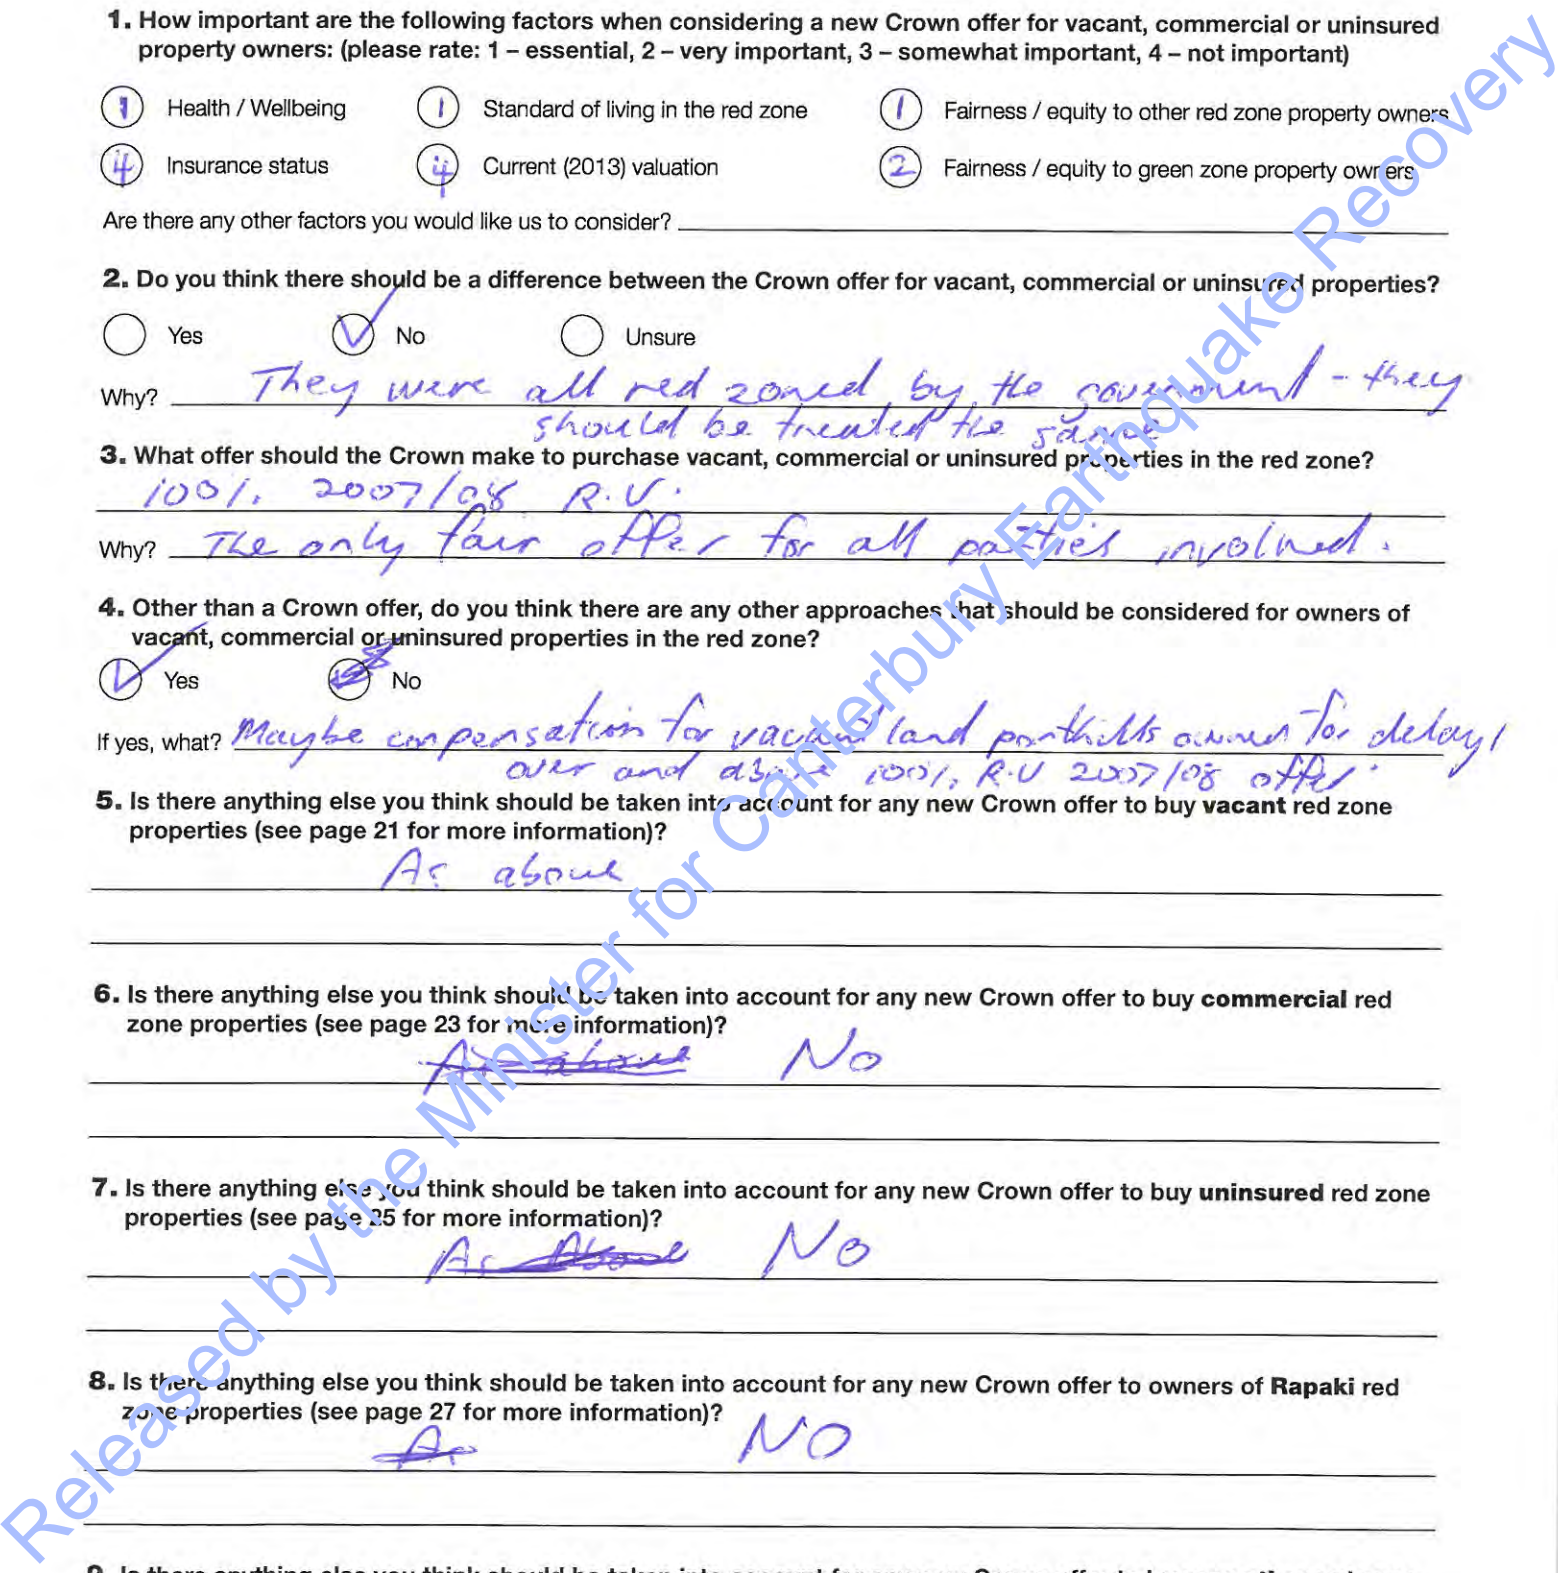 1. How important are the following factors when considering a new Crown offer for vacant, commercial or uninsured
property owners: (please rate: 1 – essential, 2 – very important, 3 – somewhat important, 4 – not important)
1 Health / Wellbeing 1 Standard of living in the red zone 1 Fairness / equity to other red zone property owners
4 Insurance status 4 Current (2013) valuation 2 Fairness / equity to green zone property owners
Are there any other factors you would like us to consider?
2. Do you think there should be a difference between the Crown offer for vacant, commercial or uninsured properties?
Yes No Unsure
Why? They were all red zoned by the government - they
should be treated the same
3. What offer should the Crown make to purchase vacant, commercial or uninsured properties in the red zone?
100%. 2007/08 R.V.
Why? The only fair offer for all parties involved.
4. Other than a Crown offer, do you think there are any other approaches that should be considered for owners of
vacant, commercial or uninsured properties in the red zone?
Yes No
If yes, what? Maybe compensation for vacant land porthills owners for delay,
over and above 100%. R.V 2007/08 offer.
5. Is there anything else you think should be taken into account for any new Crown offer to buy vacant red zone
properties (see page 21 for more information)?
As above
6. Is there anything else you think should be taken into account for any new Crown offer to buy commercial red
zone properties (see page 23 for more information)?
As above No
7. Is there anything else you think should be taken into account for any new Crown offer to buy uninsured red zone
properties (see page 25 for more information)?
As Above No
8. Is there anything else you think should be taken into account for any new Crown offer to owners of Rapaki red
zone properties (see page 27 for more information)?
As NO
Released by the Minister for Canterbury Earthquake Recovery